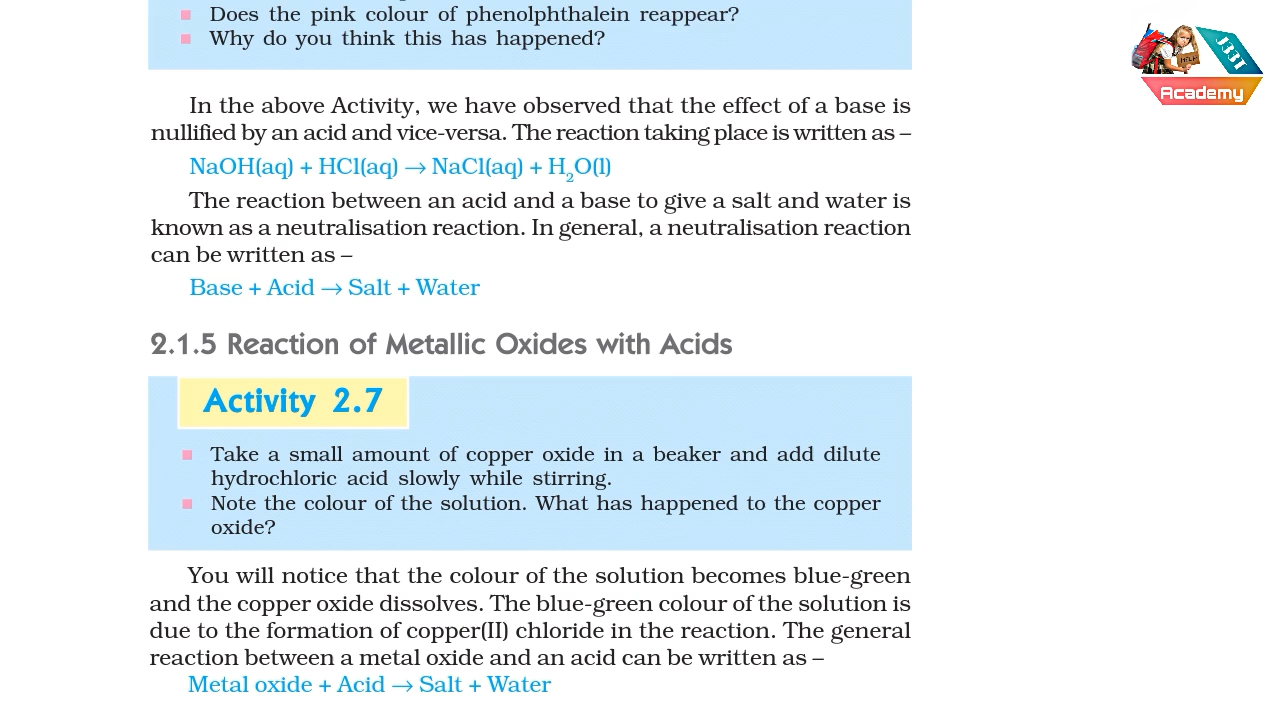 Does the pink colour of phenolphthalein reappear?
Why do you think this has happened?
J33T
HELP
Academy
In the above Activity, we have observed that the effect of a base is
nullified by an acid and vice-versa. The reaction taking place is written as –
NaOH(aq) + HCl(aq) → NaCl(aq) + H₂O(l)
The reaction between an acid and a base to give a salt and water is
known as a neutralisation reaction. In general, a neutralisation reaction
can be written as –
Base + Acid → Salt + Water
2.1.5 Reaction of Metallic Oxides with Acids
Activity 2.7
Take a small amount of copper oxide in a beaker and add dilute
hydrochloric acid slowly while stirring.
Note the colour of the solution. What has happened to the copper
oxide?
You will notice that the colour of the solution becomes blue-green
and the copper oxide dissolves. The blue-green colour of the solution is
due to the formation of copper(II) chloride in the reaction. The general
reaction between a metal oxide and an acid can be written as –
Metal oxide + Acid → Salt + Water